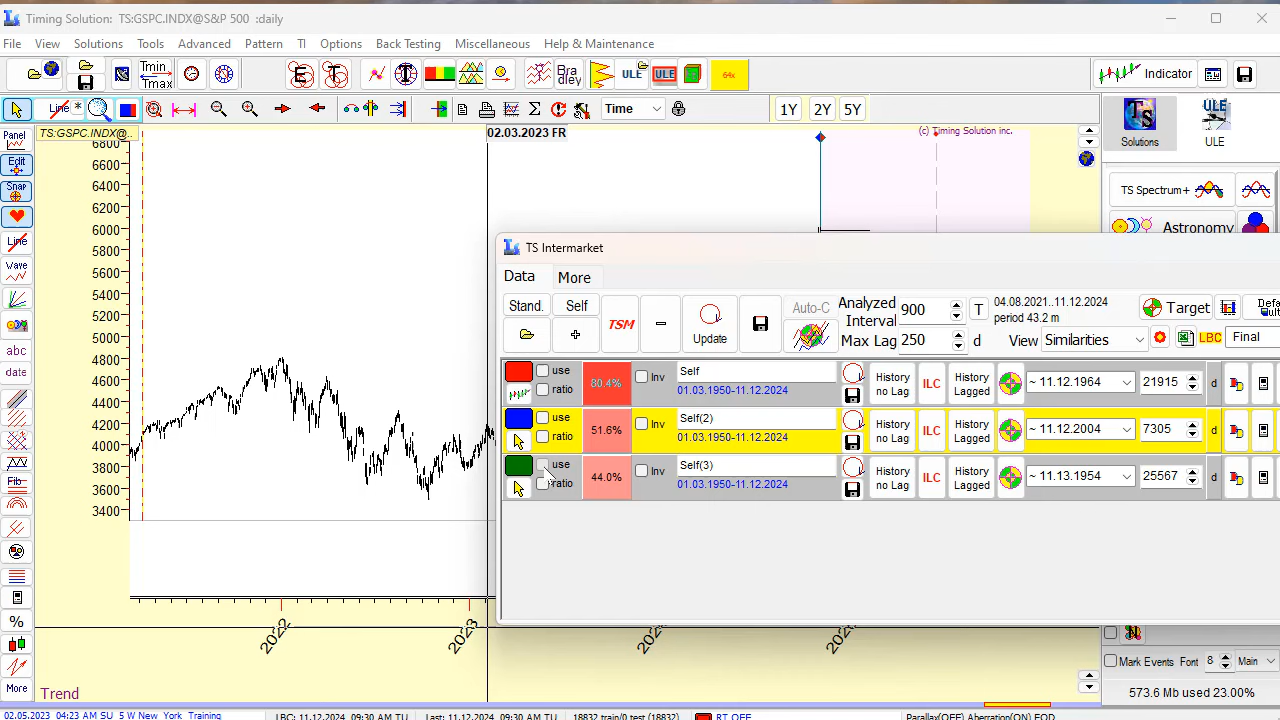 Timing Solution: TS:GSPC.INDX@S&P 500 :daily
File View Solutions Tools Advanced Pattern TI Options Back Testing Miscellaneous Help & Maintenance
Tmin
Tmax
E
T
Bra
dley
ULE
ULE
64x
Indicator
Line
*
Time
1Y 2Y 5Y
Panel
Edit
Snap
Line
Wave
abc
date
Fib
%
More
TS:GSPC.INDX@..
02.03.2023 FR
(c) Timing Solution inc.
6800
6600
6400
6200
6000
5800
5600
5400
5200
5000
4800
4600
4400
4200
4000
3800
3600
3400
2022
2023
Trend
Solutions
ULE
ULE
TS Spectrum+
Astronomy
TS Intermarket
Data More
Stand. Self
TSM
Update
Auto-C
Analyzed
Interval
900
T
04.08.2021..11.12.2024
period 43.2 m
Target
Max Lag 250 d View Similarities
LBC
Final
use
ratio
80.4%
Inv
Self
01.03.1950-11.12.2024
History
no Lag
ILC
History
Lagged
~ 11.12.1964
21915
d
use
ratio
51.6%
Inv
Self(2)
01.03.1950-11.12.2024
History
no Lag
ILC
History
Lagged
~ 11.12.2004
7305
d
use
ratio
44.0%
Inv
Self(3)
01.03.1950-11.12.2024
History
no Lag
ILC
History
Lagged
~ 11.13.1954
25567
d
Mark Events Font 8 Main
573.6 Mb used 23.00%
02.05.2023 04:23 AM SU 5 W New York Training
LBC: 11.12.2024 09:30 AM TU
Last: 11.12.2024 09:30 AM TU
18832 train/0 test (18832)
RT OFF
Parallax(OFF) Aberration(ON) EOD